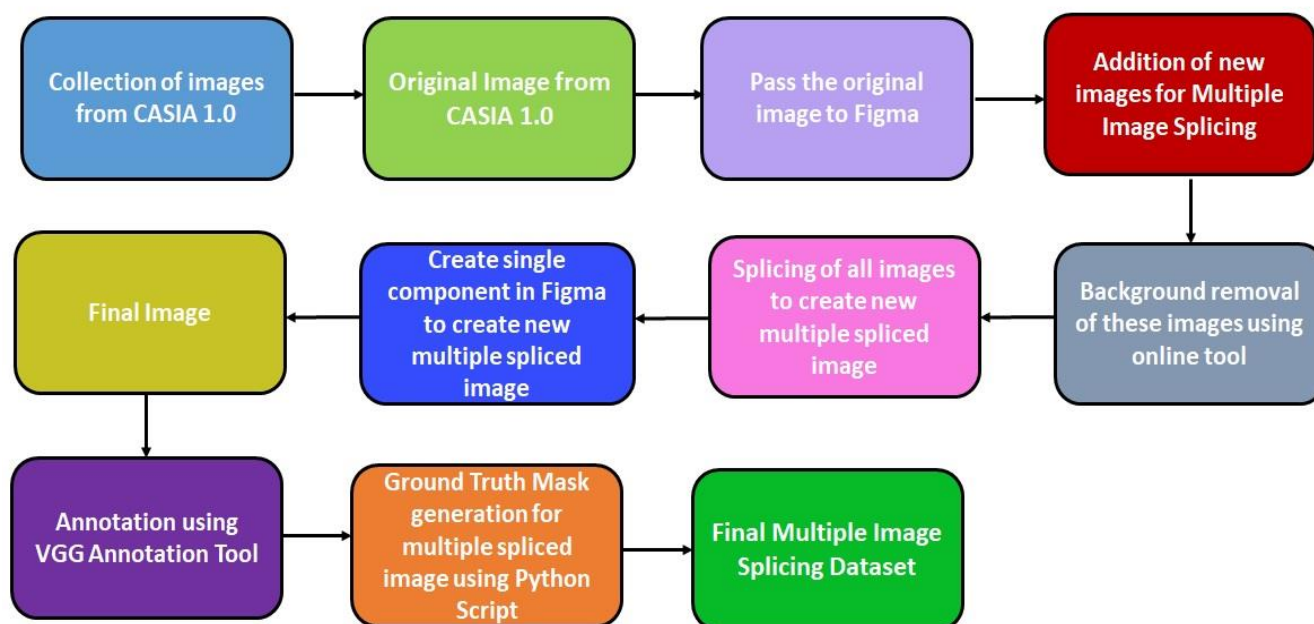 Collection of images
from CASIA 1.0
Original Image from
CASIA 1.0
Pass the original
image to Figma
Addition of new
images for Multiple
Image Splicing
Background removal
of these images using
online tool
Splicing of all images
to create new
multiple spliced
image
Create single
component in Figma
to create new
multiple spliced
image
Final Image
Annotation using
VGG Annotation Tool
Ground Truth Mask
generation for
multiple spliced
image using Python
Script
Final Multiple Image
Splicing Dataset